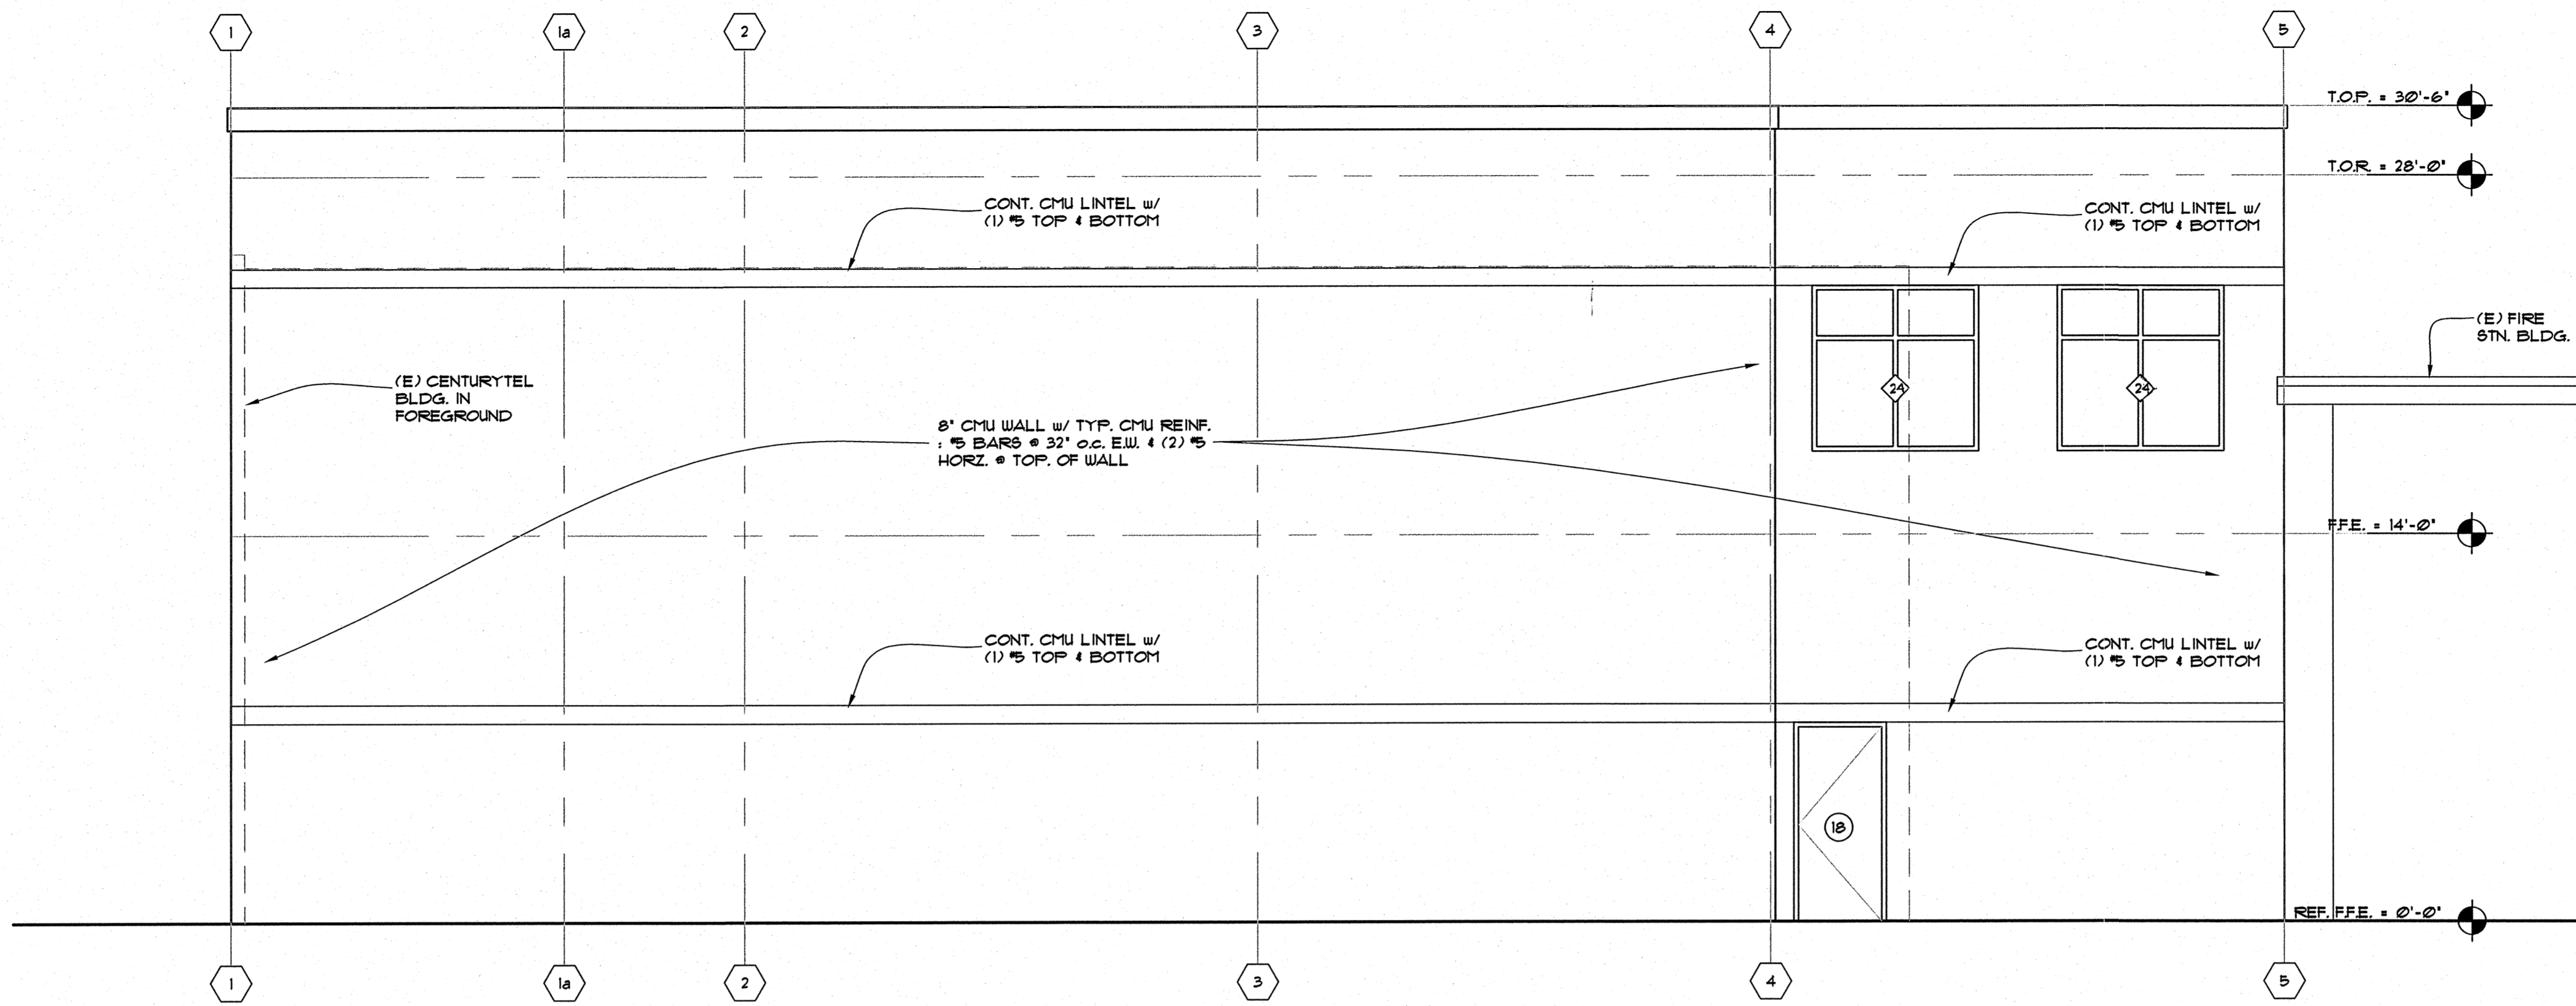 1
1a
2
3
4
5
T.O.P. = 30'-6"
T.O.R. = 28'-0"
CONT. CMU LINTEL w/
(1) #5 TOP & BOTTOM
CONT. CMU LINTEL w/
(1) #5 TOP & BOTTOM
(E) FIRE
STN. BLDG.
(E) CENTURYTEL
BLDG. IN
FOREGROUND
24
24
8" CMU WALL w/ TYP. CMU REINF.
: #5 BARS @ 32" o.c. E.W. & (2) #5
HORZ. @ TOP. OF WALL
F.F.E. = 14'-0"
CONT. CMU LINTEL w/
(1) #5 TOP & BOTTOM
CONT. CMU LINTEL w/
(1) #5 TOP & BOTTOM
18
REF. F.F.E. = 0'-0"
1
1a
2
3
4
5